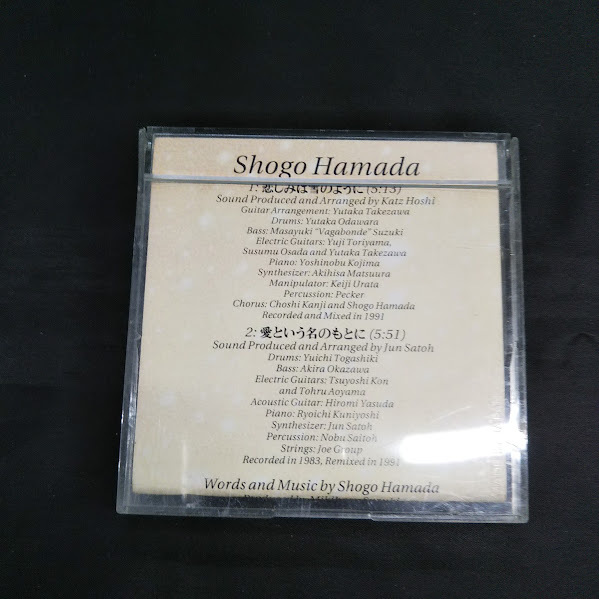 Shogo Hamada
1: 悲しみは雪のように (5:13)
Sound Produced and Arranged by Katz Hoshi
Guitar Arrangement: Yutaka Takezawa
Drums: Yutaka Odawara
Bass: Masayuki "Vagabonde" Suzuki
Electric Guitars: Yuji Toriyama,
Susumu Osada and Yutaka Takezawa
Piano: Yoshinobu Kojima
Synthesizer: Akihisa Matsuura
Manipulator: Keiji Urata
Percussion: Pecker
Chorus: Choshi Kanji and Shogo Hamada
Recorded and Mixed in 1991
2: 愛という名のもとに (5:51)
Sound Produced and Arranged by Jun Satoh
Drums: Yuichi Togashiki
Bass: Akira Okazawa
Electric Guitars: Tsuyoshi Kon
and Tohru Aoyama
Acoustic Guitar: Hiromi Yasuda
Piano: Ryoichi Kuniyoshi
Synthesizer: Jun Satoh
Percussion: Nobu Saitoh
Strings: Joe Group
Recorded in 1983, Remixed in 1991
Words and Music by Shogo Hamada